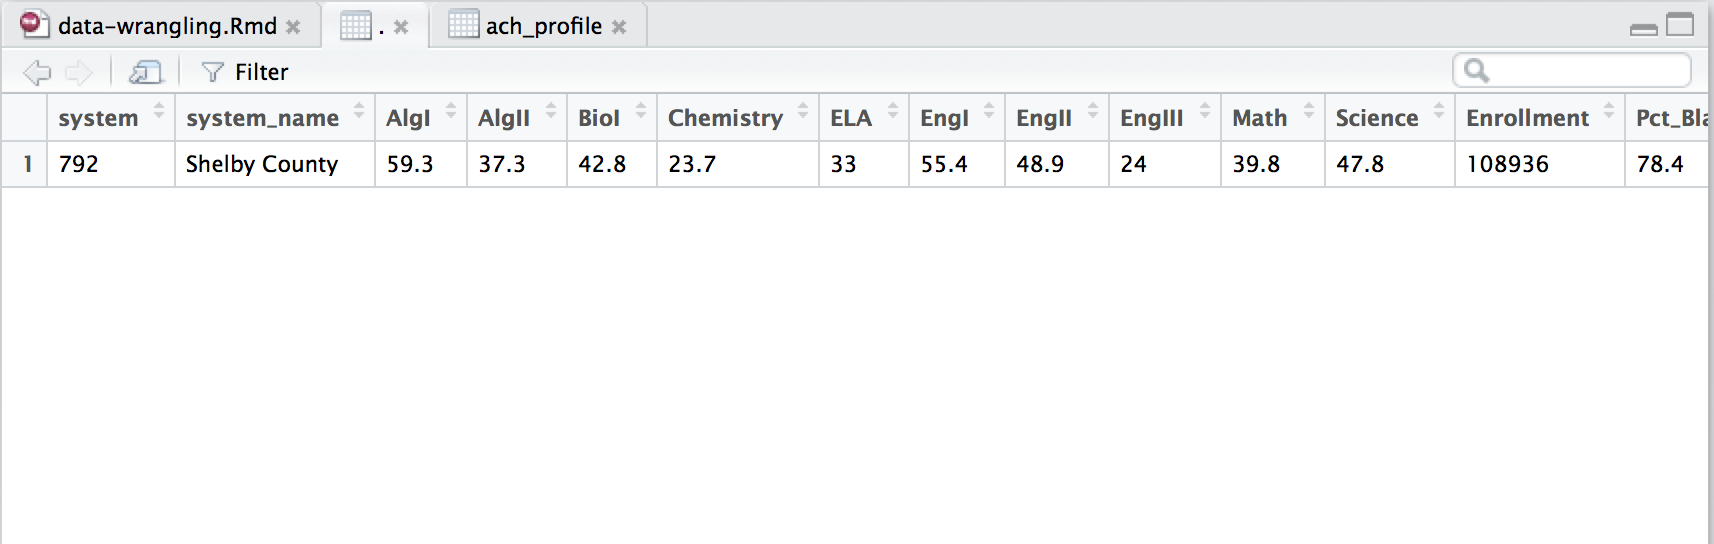 data-wrangling.Rmd . ach_profile
Filter
system system_name AlgI AlgII BioI Chemistry ELA EngI EngII EngIII Math Science Enrollment Pct_Bla
1 792 Shelby County 59.3 37.3 42.8 23.7 33 55.4 48.9 24 39.8 47.8 108936 78.4